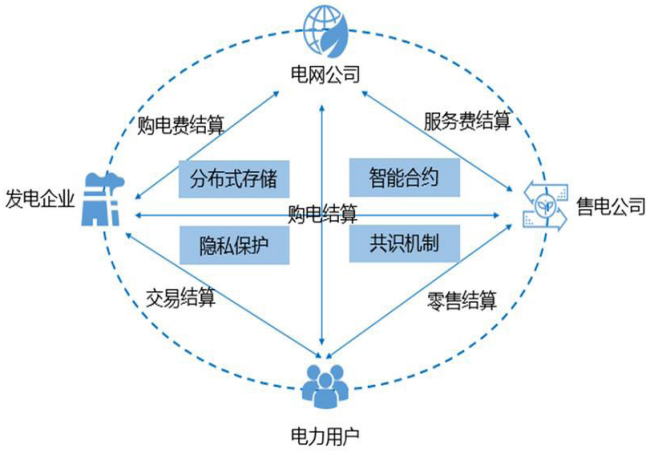 电网公司
购电费结算
服务费结算
分布式存储
智能合约
发电企业
购电结算
售电公司
隐私保护
共识机制
交易结算
零售结算
电力用户